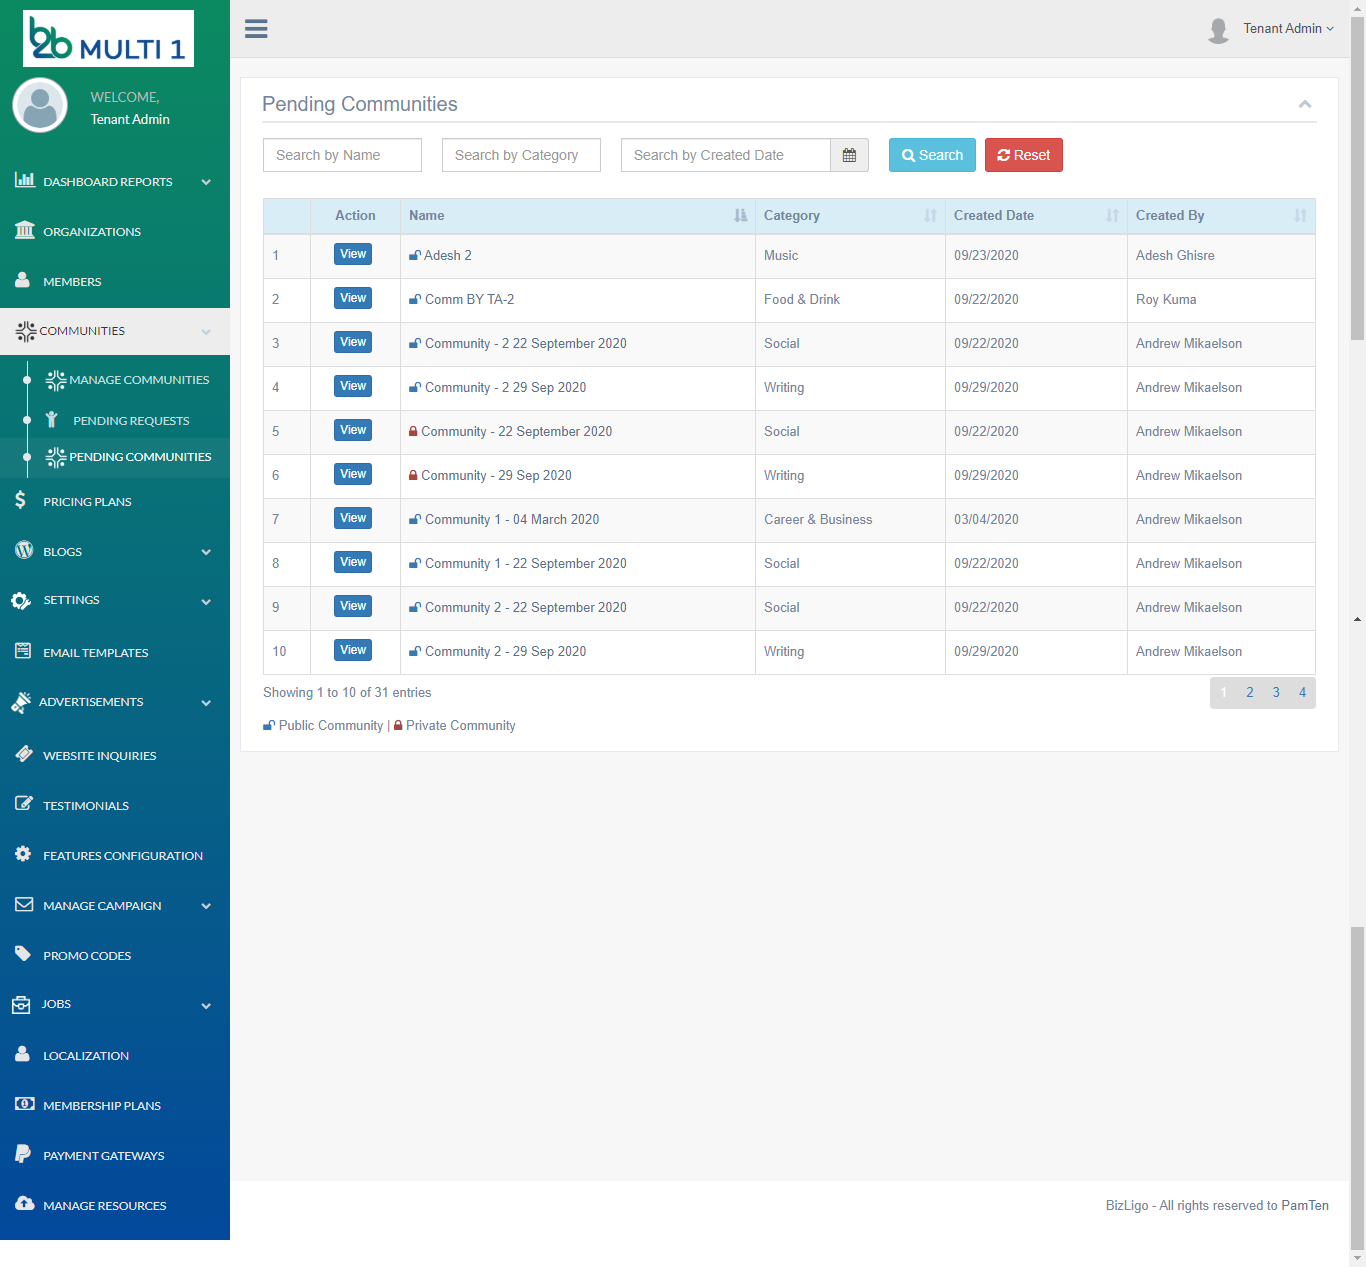 b2b MULTI 1
WELCOME,
Tenant Admin
DASHBOARD REPORTS
ORGANIZATIONS
MEMBERS
COMMUNITIES
MANAGE COMMUNITIES
PENDING REQUESTS
PENDING COMMUNITIES
PRICING PLANS
BLOGS
SETTINGS
EMAIL TEMPLATES
ADVERTISEMENTS
WEBSITE INQUIRIES
TESTIMONIALS
FEATURES CONFIGURATION
MANAGE CAMPAIGN
PROMO CODES
JOBS
LOCALIZATION
MEMBERSHIP PLANS
PAYMENT GATEWAYS
MANAGE RESOURCES
Tenant Admin
Pending Communities
Search by Name Search by Category Search by Created Date Search Reset
Action Name Category Created Date Created By
1 View Adesh 2 Music 09/23/2020 Adesh Ghisre
2 View Comm BY TA-2 Food & Drink 09/22/2020 Roy Kuma
3 View Community - 2 22 September 2020 Social 09/22/2020 Andrew Mikaelson
4 View Community - 2 29 Sep 2020 Writing 09/29/2020 Andrew Mikaelson
5 View Community - 22 September 2020 Social 09/22/2020 Andrew Mikaelson
6 View Community - 29 Sep 2020 Writing 09/29/2020 Andrew Mikaelson
7 View Community 1 - 04 March 2020 Career & Business 03/04/2020 Andrew Mikaelson
8 View Community 1 - 22 September 2020 Social 09/22/2020 Andrew Mikaelson
9 View Community 2 - 22 September 2020 Social 09/22/2020 Andrew Mikaelson
10 View Community 2 - 29 Sep 2020 Writing 09/29/2020 Andrew Mikaelson
Showing 1 to 10 of 31 entries 1 2 3 4
Public Community | Private Community
BizLigo - All rights reserved to PamTen